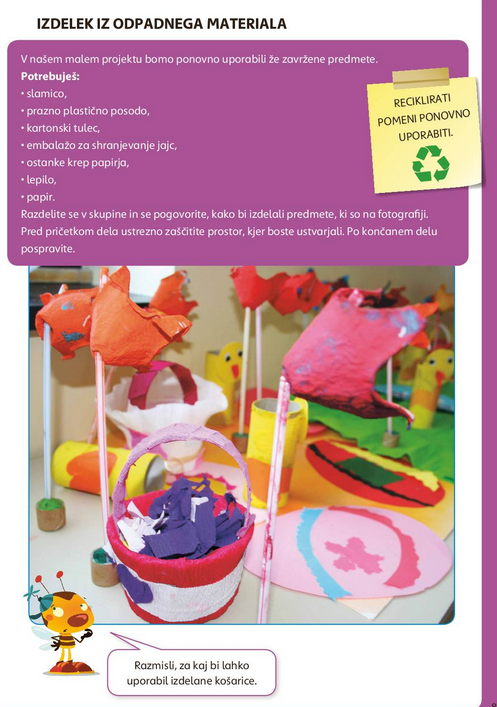 IZDELEK IZ ODPADNEGA MATERIALA
V našem malem projektu bomo ponovno uporabili že zavržene predmete.
Potrebuješ:
• slamico,
• prazno plastično posodo,
• kartonski tulec,
• embalažo za shranjevanje jajc,
• ostanke krep papirja,
• lepilo,
• papir.
Razdelite se v skupine in se pogovorite, kako bi izdelali predmete, ki so na fotografiji.
Pred pričetkom dela ustrezno zaščitite prostor, kjer boste ustvarjali. Po končanem delu
pospravite.
RECIKLIRATI
POMENI PONOVNO
UPORABITI.
Razmisli, za kaj bi lahko
uporabil izdelane košarice.